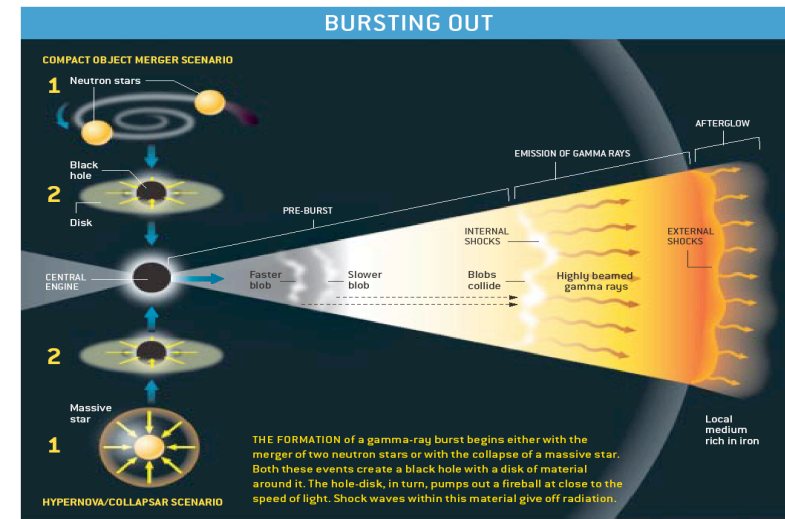 BURSTING OUT
COMPACT OBJECT MERGER SCENARIO
1
Neutron stars
Black
hole
2
Disk
CENTRAL
ENGINE
2
Massive
star
1
HYPERNOVA/COLLAPSAR SCENARIO
PRE-BURST
Faster
blob
Slower
blob
EMISSION OF GAMMA RAYS
INTERNAL
SHOCKS
Blobs
collide
Highly beamed
gamma rays
AFTERGLOW
EXTERNAL
SHOCKS
Local
medium
rich in iron
THE FORMATION of a gamma-ray burst begins either with the
merger of two neutron stars or with the collapse of a massive star.
Both these events create a black hole with a disk of material
around it. The hole-disk, in turn, pumps out a fireball at close to the
speed of light. Shock waves within this material give off radiation.